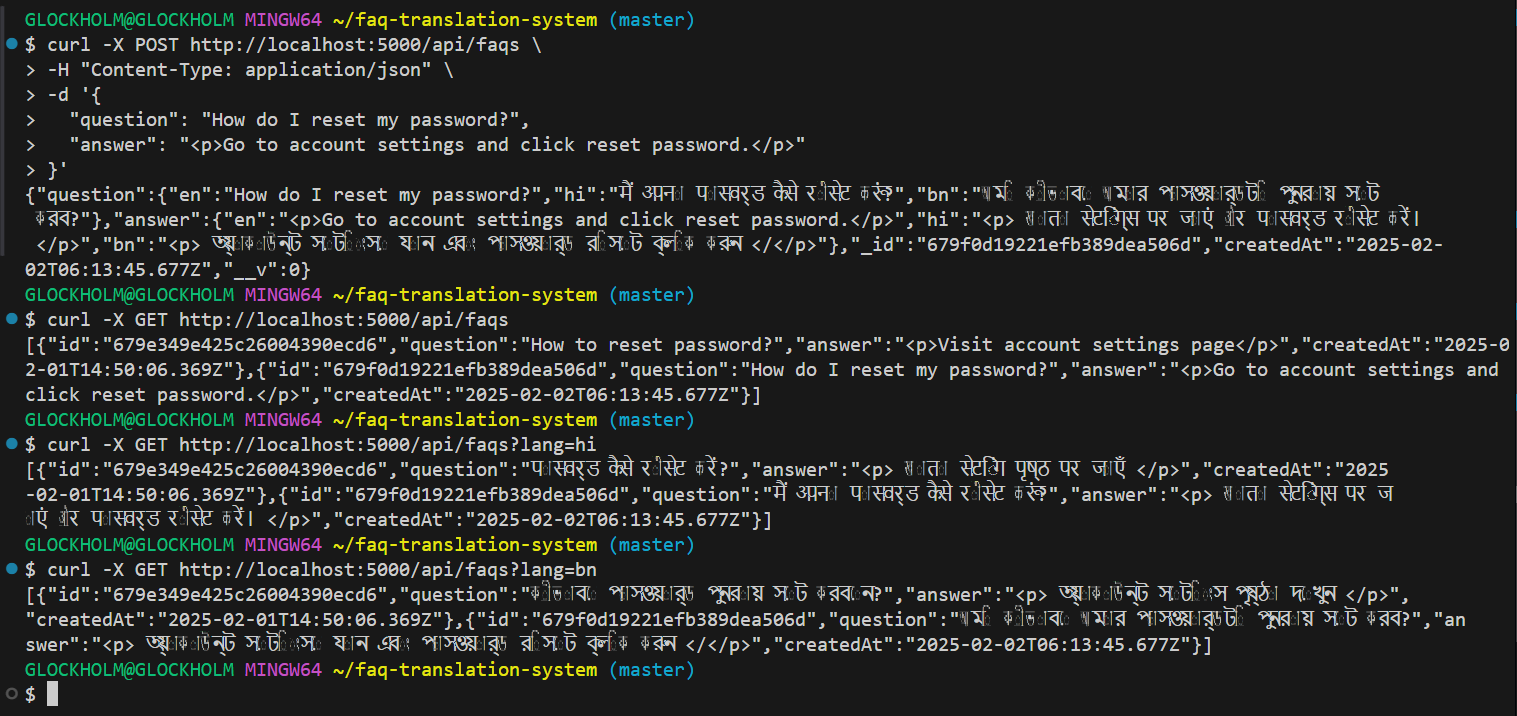 GLOCKHOLM@GLOCKHOLM MINGW64 ~/faq-translation-system (master)
$ curl -X POST http://localhost:5000/api/faqs \
> -H "Content-Type: application/json" \
> -d '{
>   "question": "How do I reset my password?",
>   "answer": "<p>Go to account settings and click reset password.</p>"
> }'
{"question":{"en":"How do I reset my password?","hi":"मैं अपना पासवर्ड कैसे रीसेट करूं?","bn":"আমি কীভাবে আমার পাসওয়ার্ডটি পুনরায় সেট
করব?"},"answer":{"en":"<p>Go to account settings and click reset password.</p>","hi":"<p> खाता सेटिंग्स पर जाएं और पासवर्ड रीसेट करें।
</p>","bn":"<p> অ্যাকাউন্ট সেটিংসে যান এবং পাসওয়ার্ড রিসেট ক্লিক করুন </</p>"},"_id":"679f0d19221efb389dea506d","createdAt":"2025-02-
02T06:13:45.677Z","__v":0}
GLOCKHOLM@GLOCKHOLM MINGW64 ~/faq-translation-system (master)
$ curl -X GET http://localhost:5000/api/faqs
[{"id":"679e349e425c26004390ecd6","question":"How to reset password?","answer":"<p>Visit account settings page</p>","createdAt":"2025-0
2-01T14:50:06.369Z"},{"id":"679f0d19221efb389dea506d","question":"How do I reset my password?","answer":"<p>Go to account settings and
click reset password.</p>","createdAt":"2025-02-02T06:13:45.677Z"}]
GLOCKHOLM@GLOCKHOLM MINGW64 ~/faq-translation-system (master)
$ curl -X GET http://localhost:5000/api/faqs?lang=hi
[{"id":"679e349e425c26004390ecd6","question":"पासवर्ड कैसे रीसेट करें?","answer":"<p> खाता सेटिंग पृष्ठ पर जाएँ </p>","createdAt":"2025
-02-01T14:50:06.369Z"},{"id":"679f0d19221efb389dea506d","question":"मैं अपना पासवर्ड कैसे रीसेट करूं?","answer":"<p> खाता सेटिंग्स पर ज
ाएं और पासवर्ड रीसेट करें। </p>","createdAt":"2025-02-02T06:13:45.677Z"}]
GLOCKHOLM@GLOCKHOLM MINGW64 ~/faq-translation-system (master)
$ curl -X GET http://localhost:5000/api/faqs?lang=bn
[{"id":"679e349e425c26004390ecd6","question":"কীভাবে পাসওয়ার্ড পুনরায় সেট করবেন?","answer":"<p> অ্যাকাউন্ট সেটিংস পৃষ্ঠা দেখুন </p>",
"createdAt":"2025-02-01T14:50:06.369Z"},{"id":"679f0d19221efb389dea506d","question":"আমি কীভাবে আমার পাসওয়ার্ডটি পুনরায় সেট করব?","an
swer":"<p> অ্যাকাউন্ট সেটিংসে যান এবং পাসওয়ার্ড রিসেট ক্লিক করুন </</p>","createdAt":"2025-02-02T06:13:45.677Z"}]
GLOCKHOLM@GLOCKHOLM MINGW64 ~/faq-translation-system (master)
$